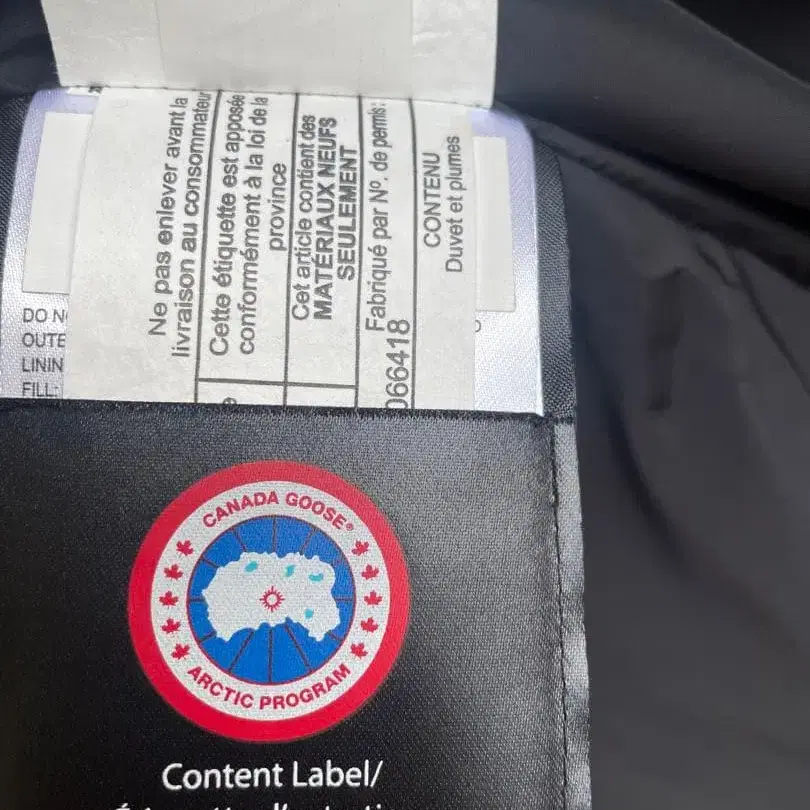 Ne pas enlever avant la
livraison au consommateur
Cette étiquette est apposée
conformément à la loi de la
province
Cet article contient des
MATÉRIAUX NEUFS
SEULEMENT
Fabriqué par Nº. de permis:
066418
CONTENU
Duvet et plumes
DO
OUTE
LININ
FILL:
CANADA GOOSE®
ARCTIC PROGRAM
Content Label/